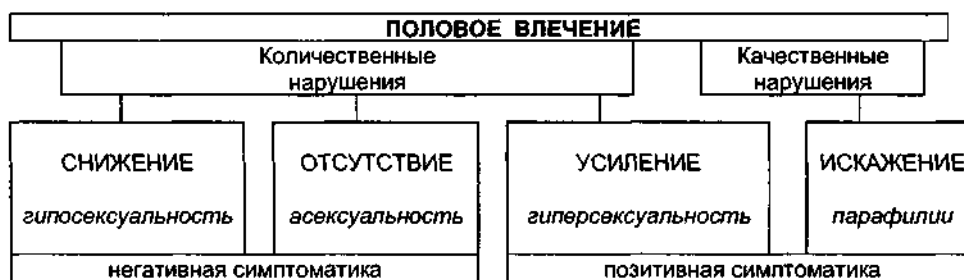 ПОЛОВОЕ ВЛЕЧЕНИЕ
Количественные
нарушения
Качественные
нарушения
СНИЖЕНИЕ
гипосексуальность
ОТСУТСТВИЕ
асексуальность
УСИЛЕНИЕ
гиперсексуальность
ИСКАЖЕНИЕ
парафилии
негативная симптоматика
позитивная симптоматика